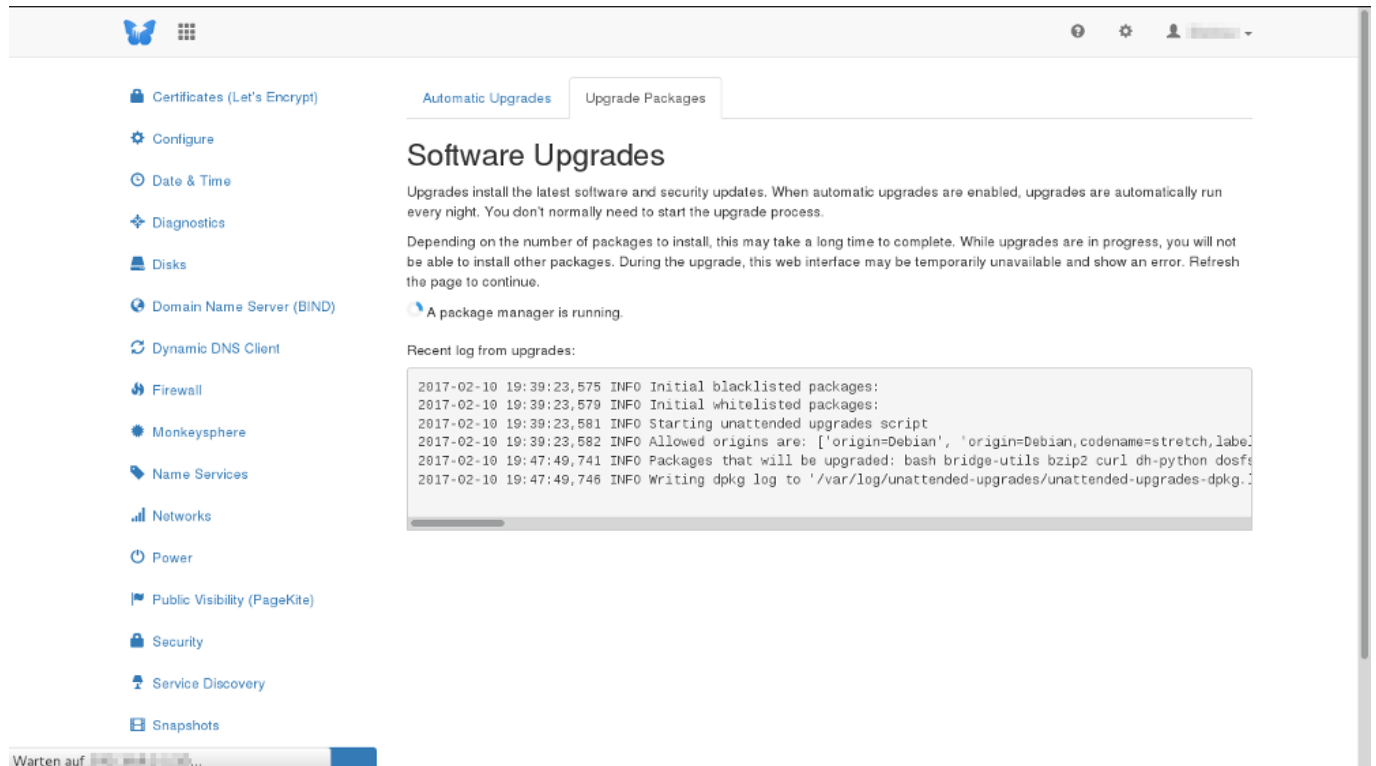 Certificates (Let's Encrypt)
Configure
Date & Time
Diagnostics
Disks
Domain Name Server (BIND)
Dynamic DNS Client
Firewall
Monkeysphere
Name Services
Networks
Power
Public Visibility (PageKite)
Security
Service Discovery
Snapshots
Automatic Upgrades
Upgrade Packages
Software Upgrades
Upgrades install the latest software and security updates. When automatic upgrades are enabled, upgrades are automatically run
every night. You don't normally need to start the upgrade process.
Depending on the number of packages to install, this may take a long time to complete. While upgrades are in progress, you will not
be able to install other packages. During the upgrade, this web interface may be temporarily unavailable and show an error. Refresh
the page to continue.
A package manager is running.
Recent log from upgrades:
2017-02-10 19:39:23,575 INFO Initial blacklisted packages:
2017-02-10 19:39:23,579 INFO Initial whitelisted packages:
2017-02-10 19:39:23,581 INFO Starting unattended upgrades script
2017-02-10 19:39:23,582 INFO Allowed origins are: ['origin=Debian', 'origin=Debian,codename=stretch,label
2017-02-10 19:47:49,741 INFO Packages that will be upgraded: bash bridge-utils bzip2 curl dh-python dosfs
2017-02-10 19:47:49,746 INFO Writing dpkg log to '/var/log/unattended-upgrades/unattended-upgrades-dpkg.l
Warten auf ...